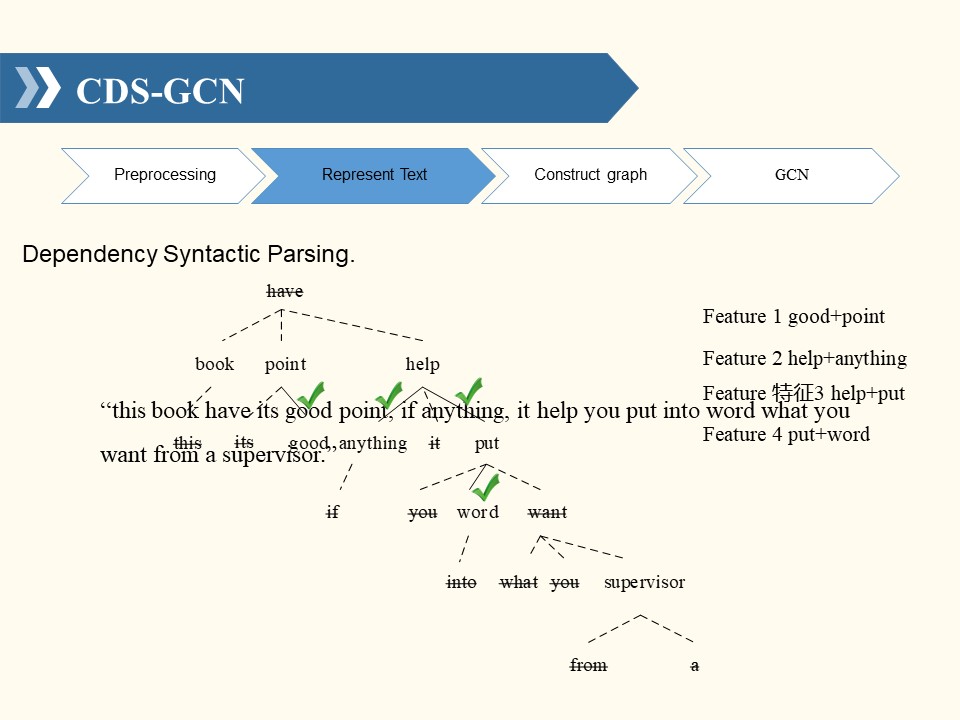 CDS-GCN
Preprocessing
Represent Text
Construct graph
GCN
Dependency Syntactic Parsing.
have
book point help
this its good anything it put
if you word want
into what you supervisor
from a
“this book have its good point, if anything, it help you put into word what you
want from a supervisor.”
Feature 1 good+point
Feature 2 help+anything
Feature 特征3 help+put
Feature 4 put+word